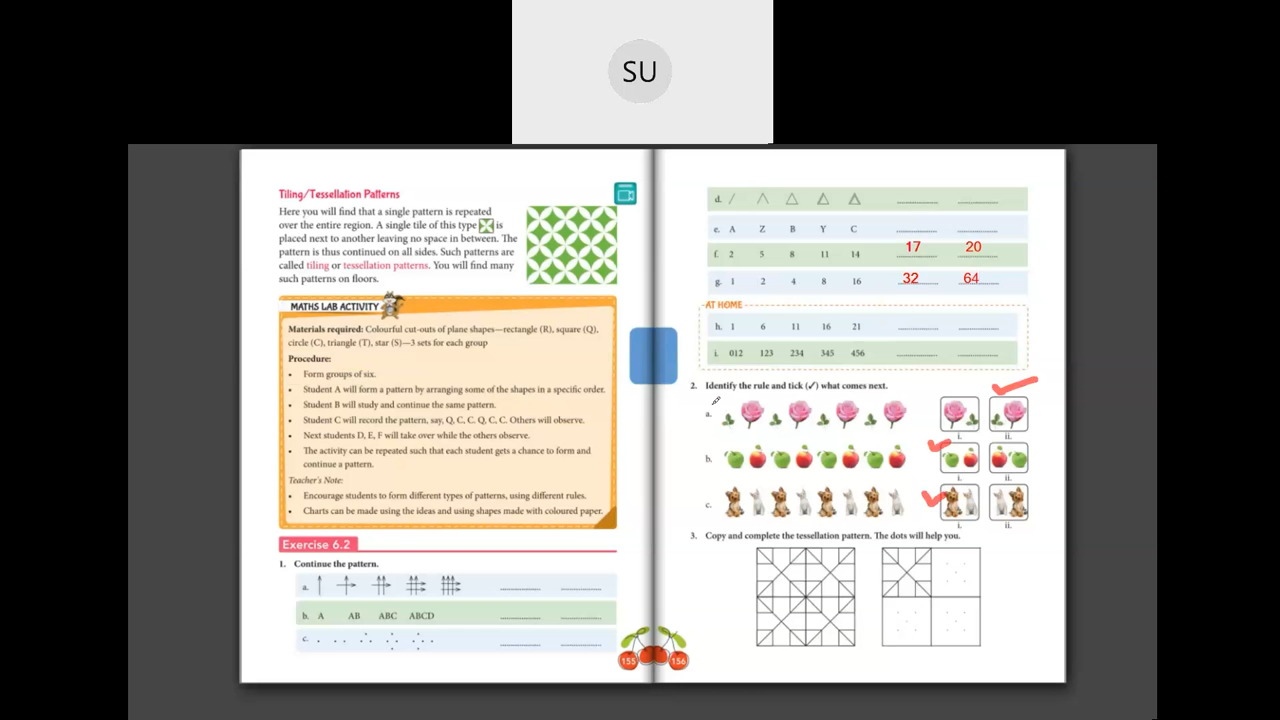 SU
Tiling/Tessellation Patterns
Here you will find that a single pattern is repeated
over the entire region. A single tile of this type is
placed next to another leaving no space in between. The
pattern is thus continued on all sides. Such patterns are
called tiling or tessellation patterns. You will find many
such patterns on floors.
MATHS LAB ACTIVITY
Materials required: Colourful cut-outs of plane shapes—rectangle (R), square (Q),
circle (C), triangle (T), star (S)—3 sets for each group
Procedure:
• Form groups of six.
• Student A will form a pattern by arranging some of the shapes in a specific order.
• Student B will study and continue the same pattern.
• Student C will record the pattern, say, Q, C, C. Q, C, C. Others will observe.
• Next students D, E, F will take over while the others observe.
• The activity can be repeated such that each student gets a chance to form and
continue a pattern.
Teacher's Note:
• Encourage students to form different types of patterns, using different rules.
• Charts can be made using the ideas and using shapes made with coloured paper.
Exercise 6.2
1. Continue the pattern.
a.
b. A AB ABC ABCD
c.
155
d.
e. A Z B Y C
f. 2 5 8 11 14 17 20
g. 1 2 4 8 16 32 64
AT HOME
h. 1 6 11 16 21
i. 012 123 234 345 456
2. Identify the rule and tick (✓) what comes next.
a.
i. ii.
b.
i. ii.
c.
i. ii.
3. Copy and complete the tessellation pattern. The dots will help you.
156